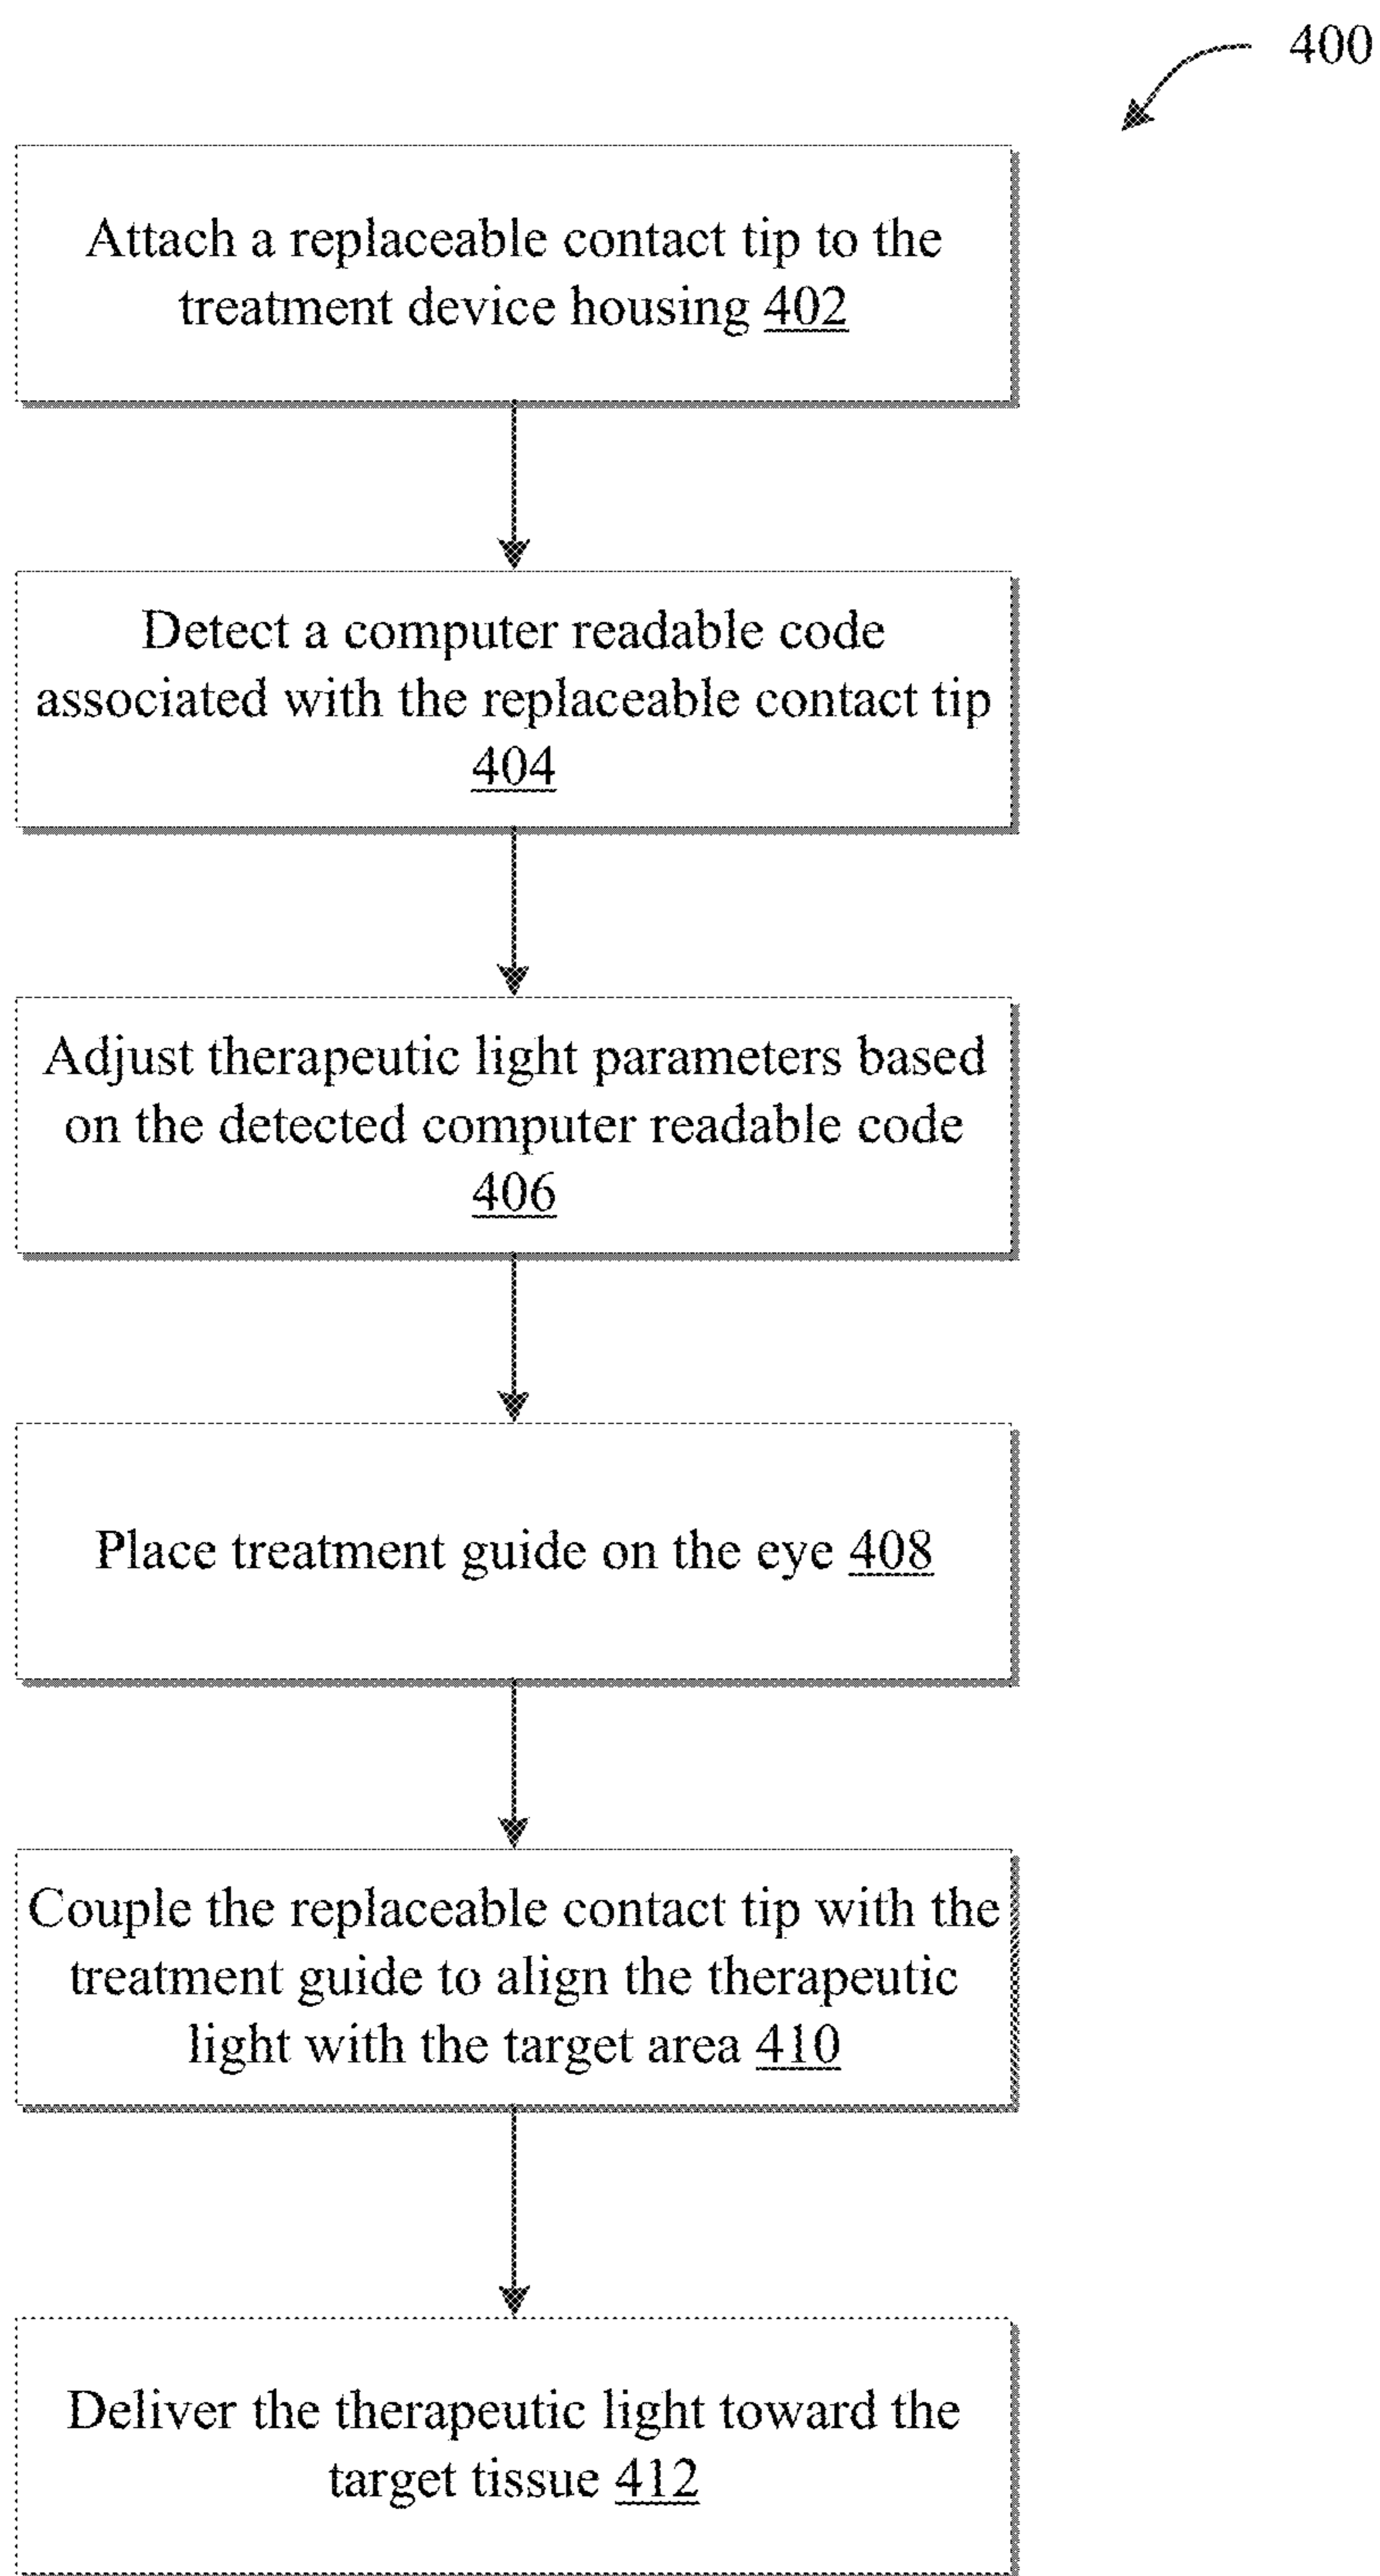 400
Attach a replaceable contact tip to the
treatment device housing 402
Detect a computer readable code
associated with the replaceable contact tip
404
Adjust therapeutic light parameters based
on the detected computer readable code
406
Place treatment guide on the eye 408
Couple the replaceable contact tip with the
treatment guide to align the therapeutic
light with the target area 410
Deliver the therapeutic light toward the
target tissue 412